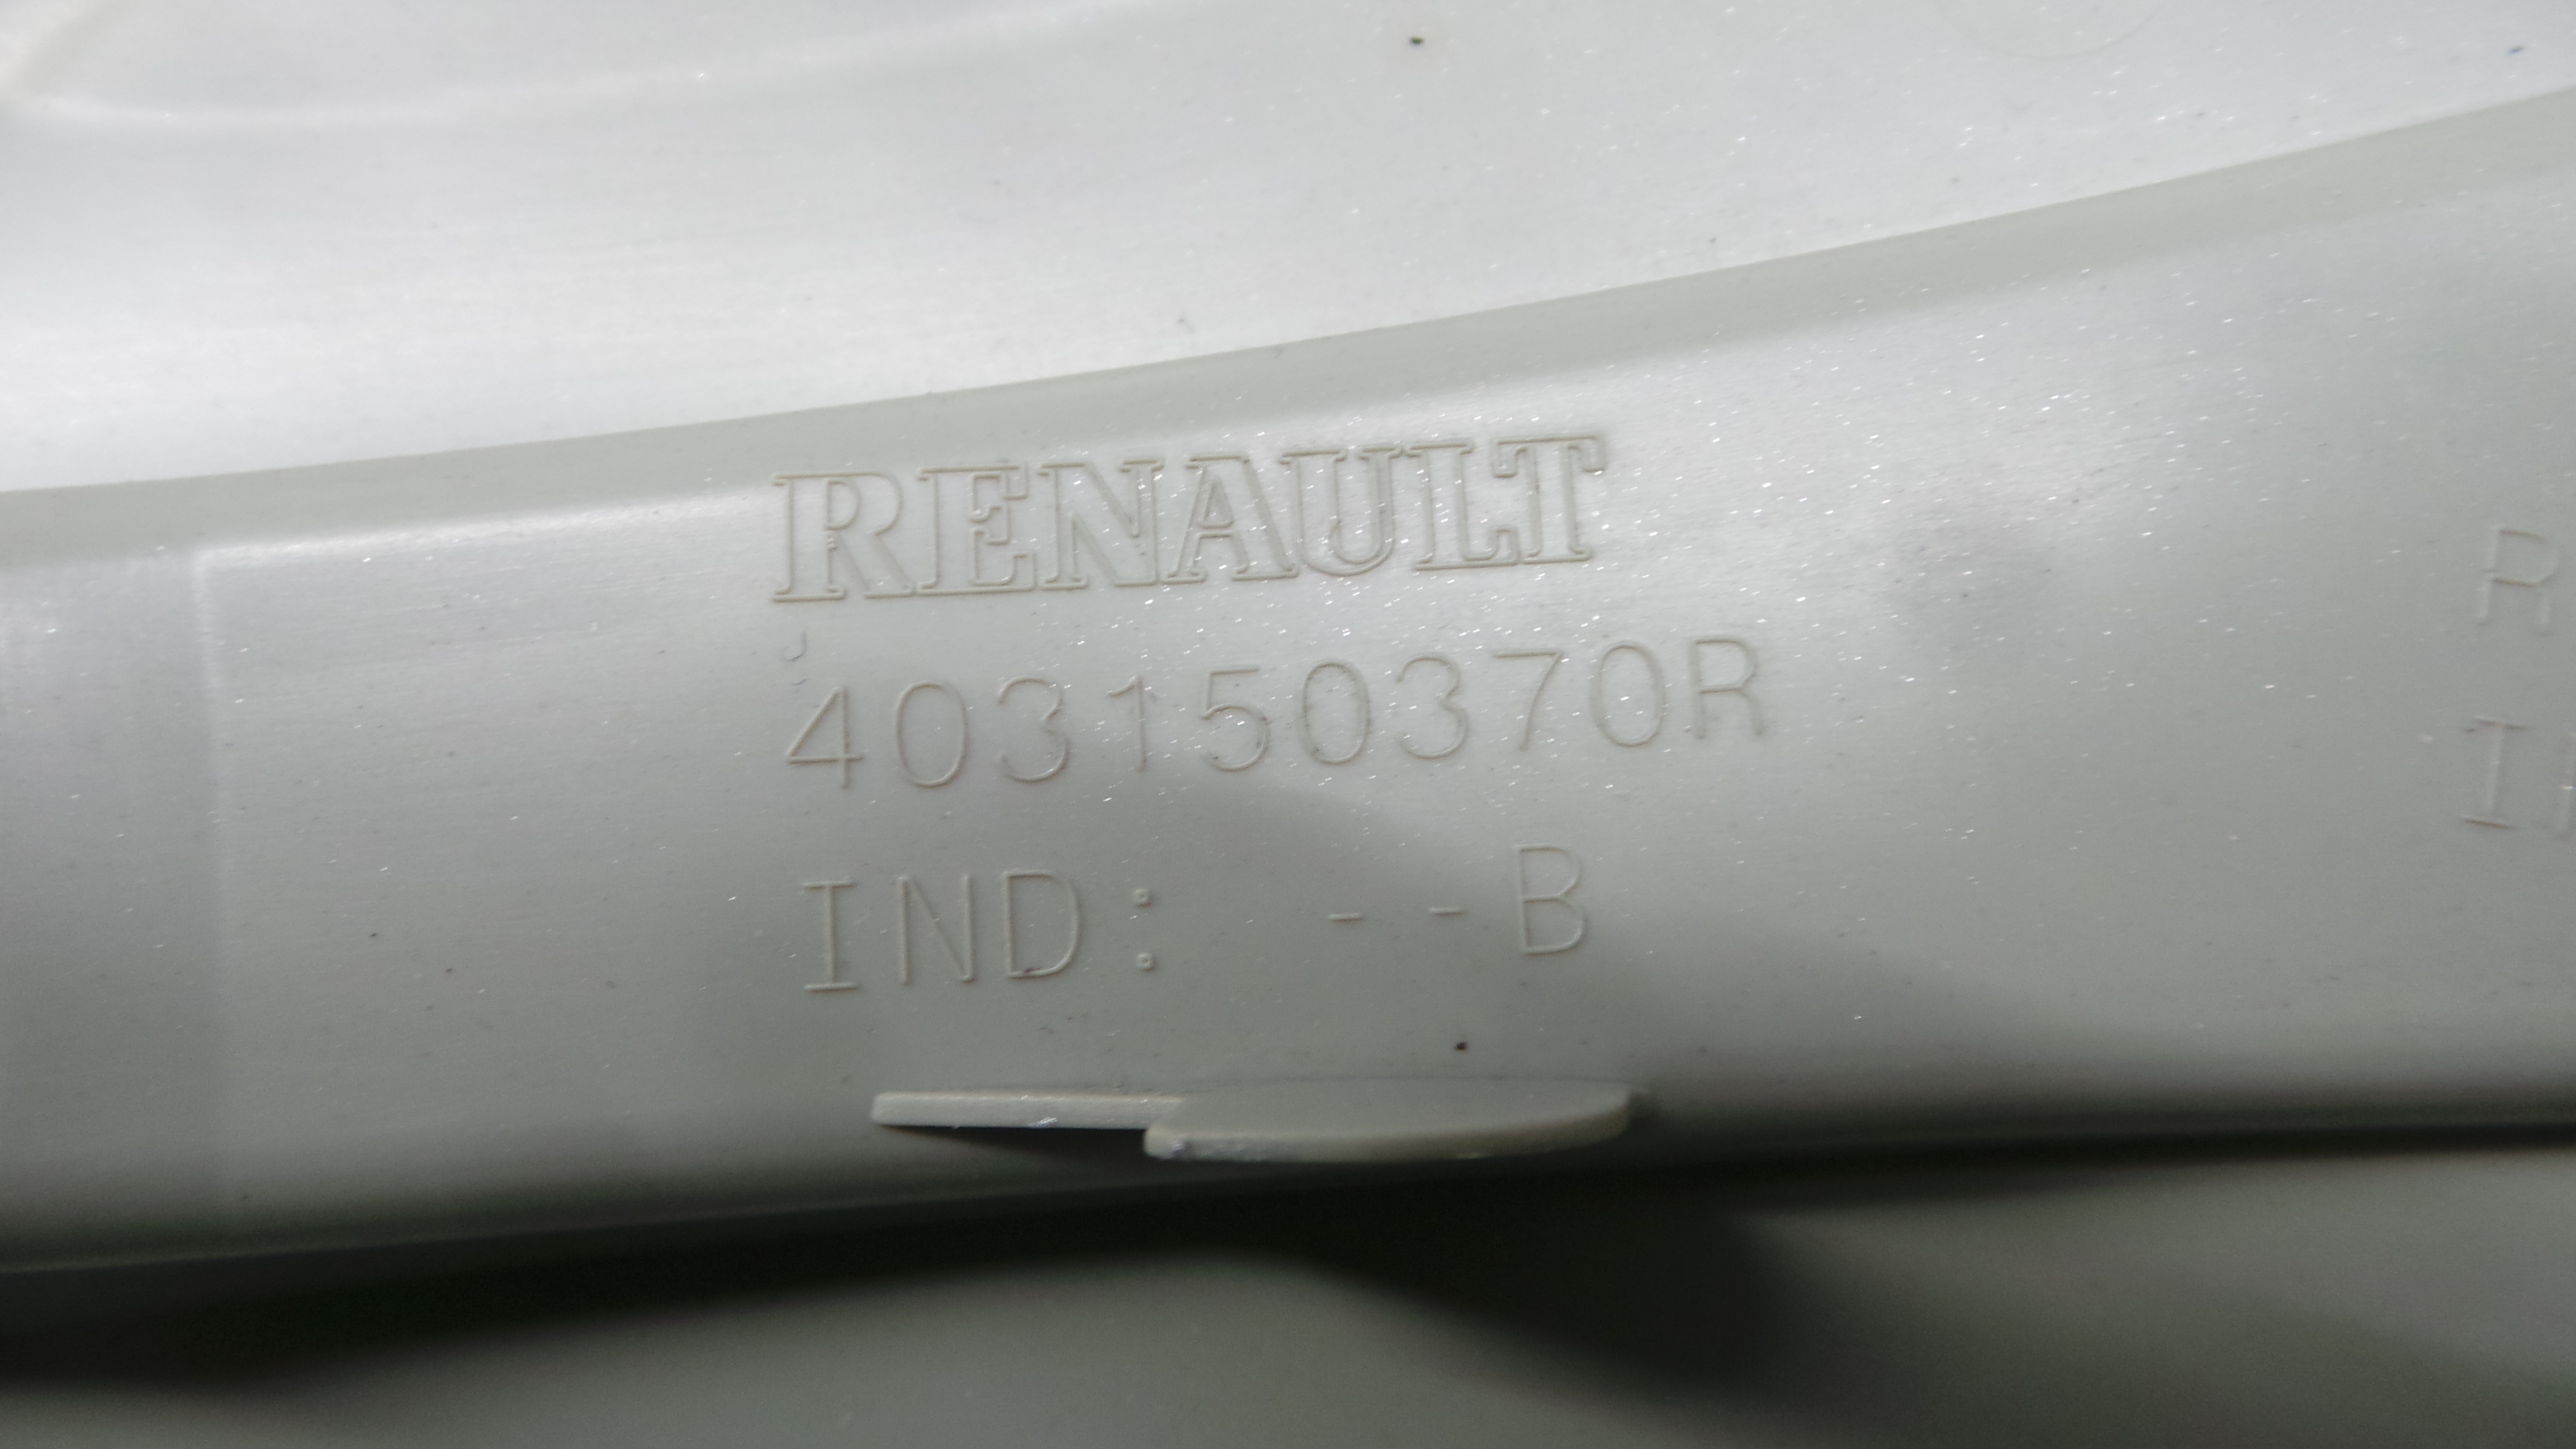 RENAULT
403150370R
IND: --B
R
I